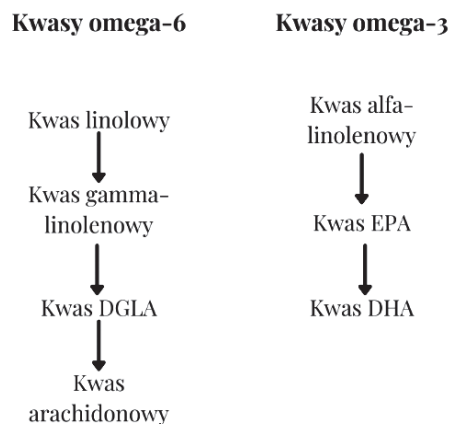 Kwasy omega-6
Kwas linolowy
Kwas gamma-
linolenowy
Kwas DGLA
Kwas
arachidonowy
Kwasy omega-3
Kwas alfa-
linolenowy
Kwas EPA
Kwas DHA